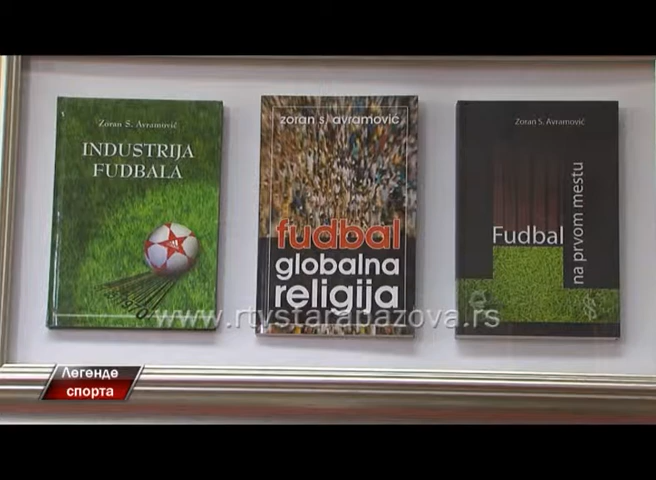 Zoran S. Avramović
INDUSTRIJA
FUDBALA
zoran s. avramović
fudbal
globalna
religija
Zoran S. Avramović
Fudbal
na prvom mestu
www.rtvstarapazova.rs
Легенде
спорта